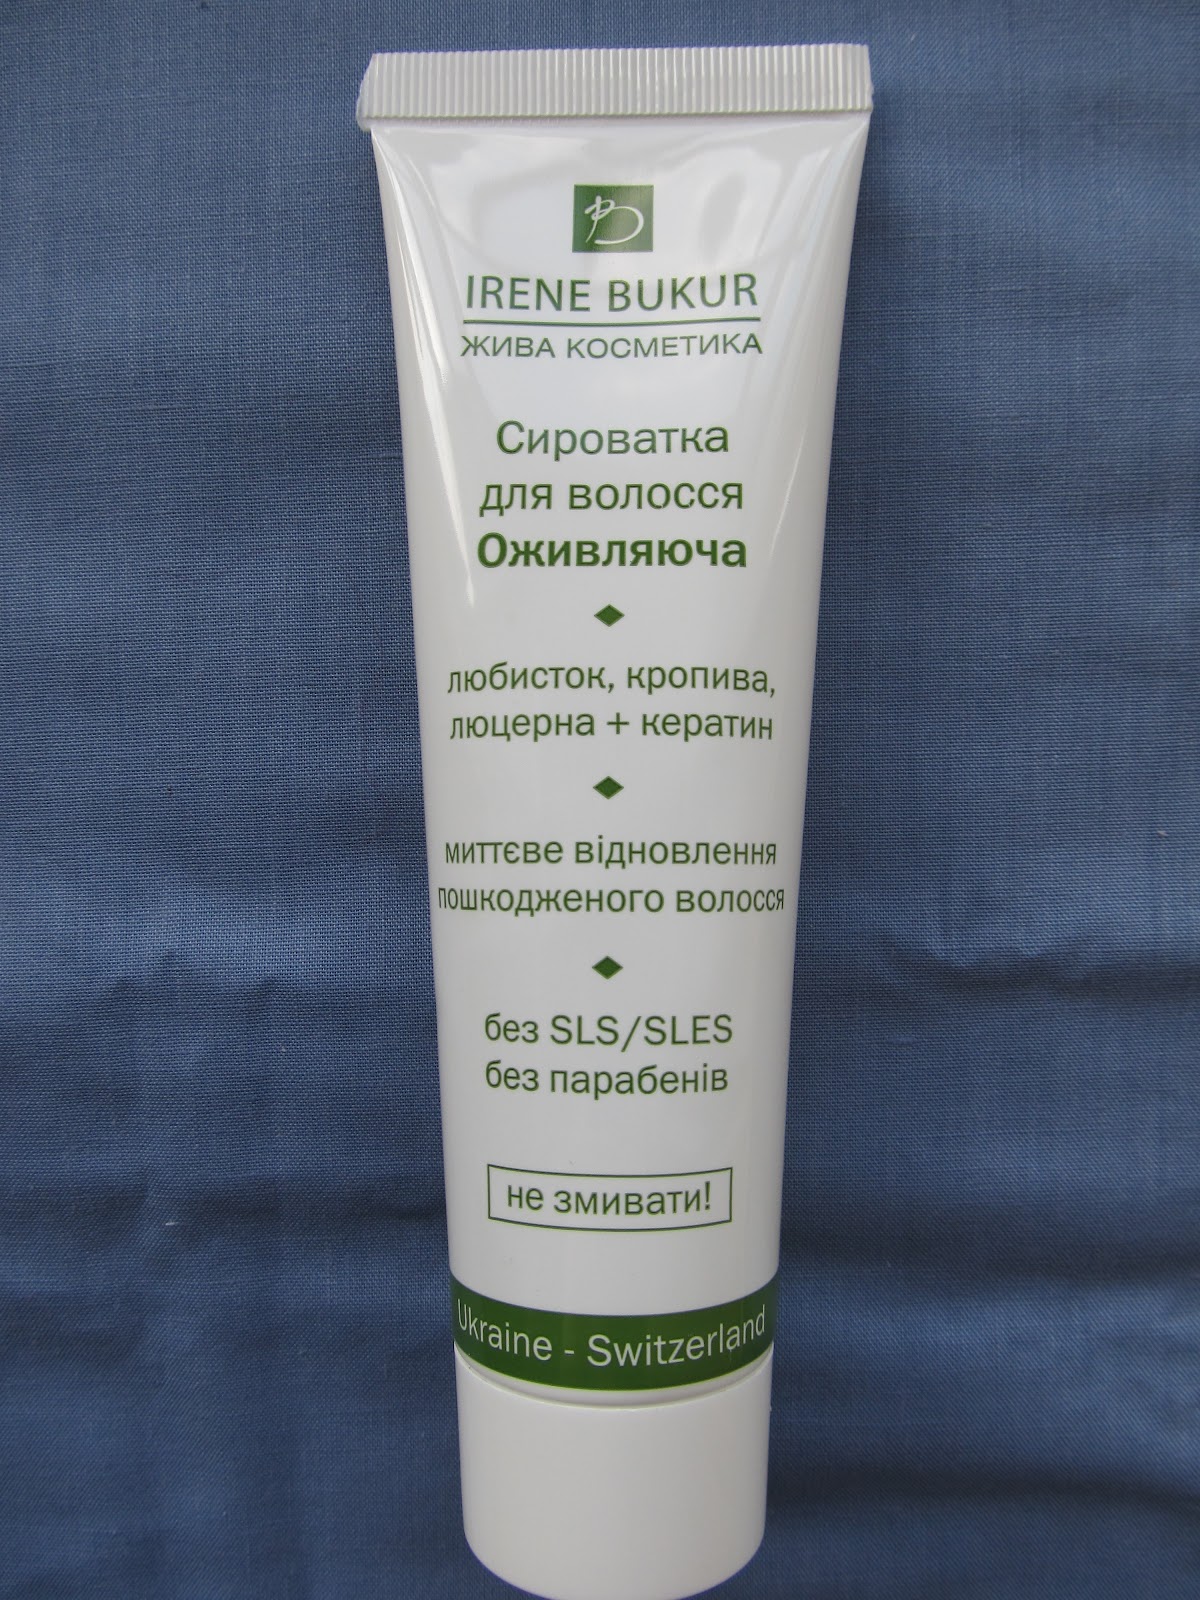 IRENE BUKUR
ЖИВА КОСМЕТИКА
Сироватка
для волосся
Оживляюча
любисток, кропива,
люцерна + кератин
миттєве відновлення
пошкодженого волосся
без SLS/SLES
без парабенів
не змивати!
Ukraine - Switzerland